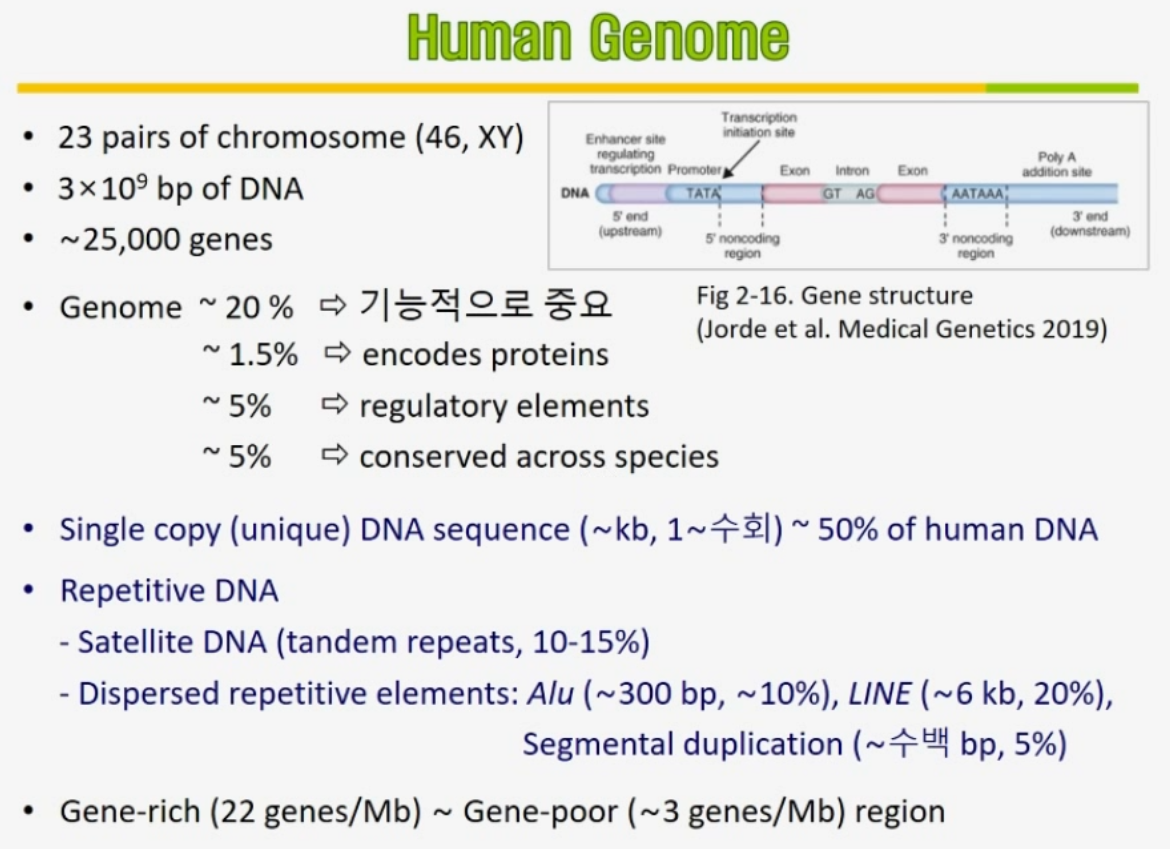 Human Genome
• 23 pairs of chromosome (46, XY)
• 3×10⁹ bp of DNA
• ~25,000 genes
Transcription
initiation site
Enhancer site
regulating
transcription Promoter
Exon Intron Exon
Poly A
addition site
DNA TATA GT AG AATAAA
5' end
(upstream)
5' noncoding
region
3' noncoding
region
3' end
(downstream)
Fig 2-16. Gene structure
(Jorde et al. Medical Genetics 2019)
• Genome ~ 20 % ⇨ 기능적으로 중요
~ 1.5% ⇨ encodes proteins
~ 5% ⇨ regulatory elements
~ 5% ⇨ conserved across species
• Single copy (unique) DNA sequence (~kb, 1~수회) ~ 50% of human DNA
• Repetitive DNA
- Satellite DNA (tandem repeats, 10-15%)
- Dispersed repetitive elements: Alu (~300 bp, ~10%), LINE (~6 kb, 20%),
Segmental duplication (~수백 bp, 5%)
• Gene-rich (22 genes/Mb) ~ Gene-poor (~3 genes/Mb) region